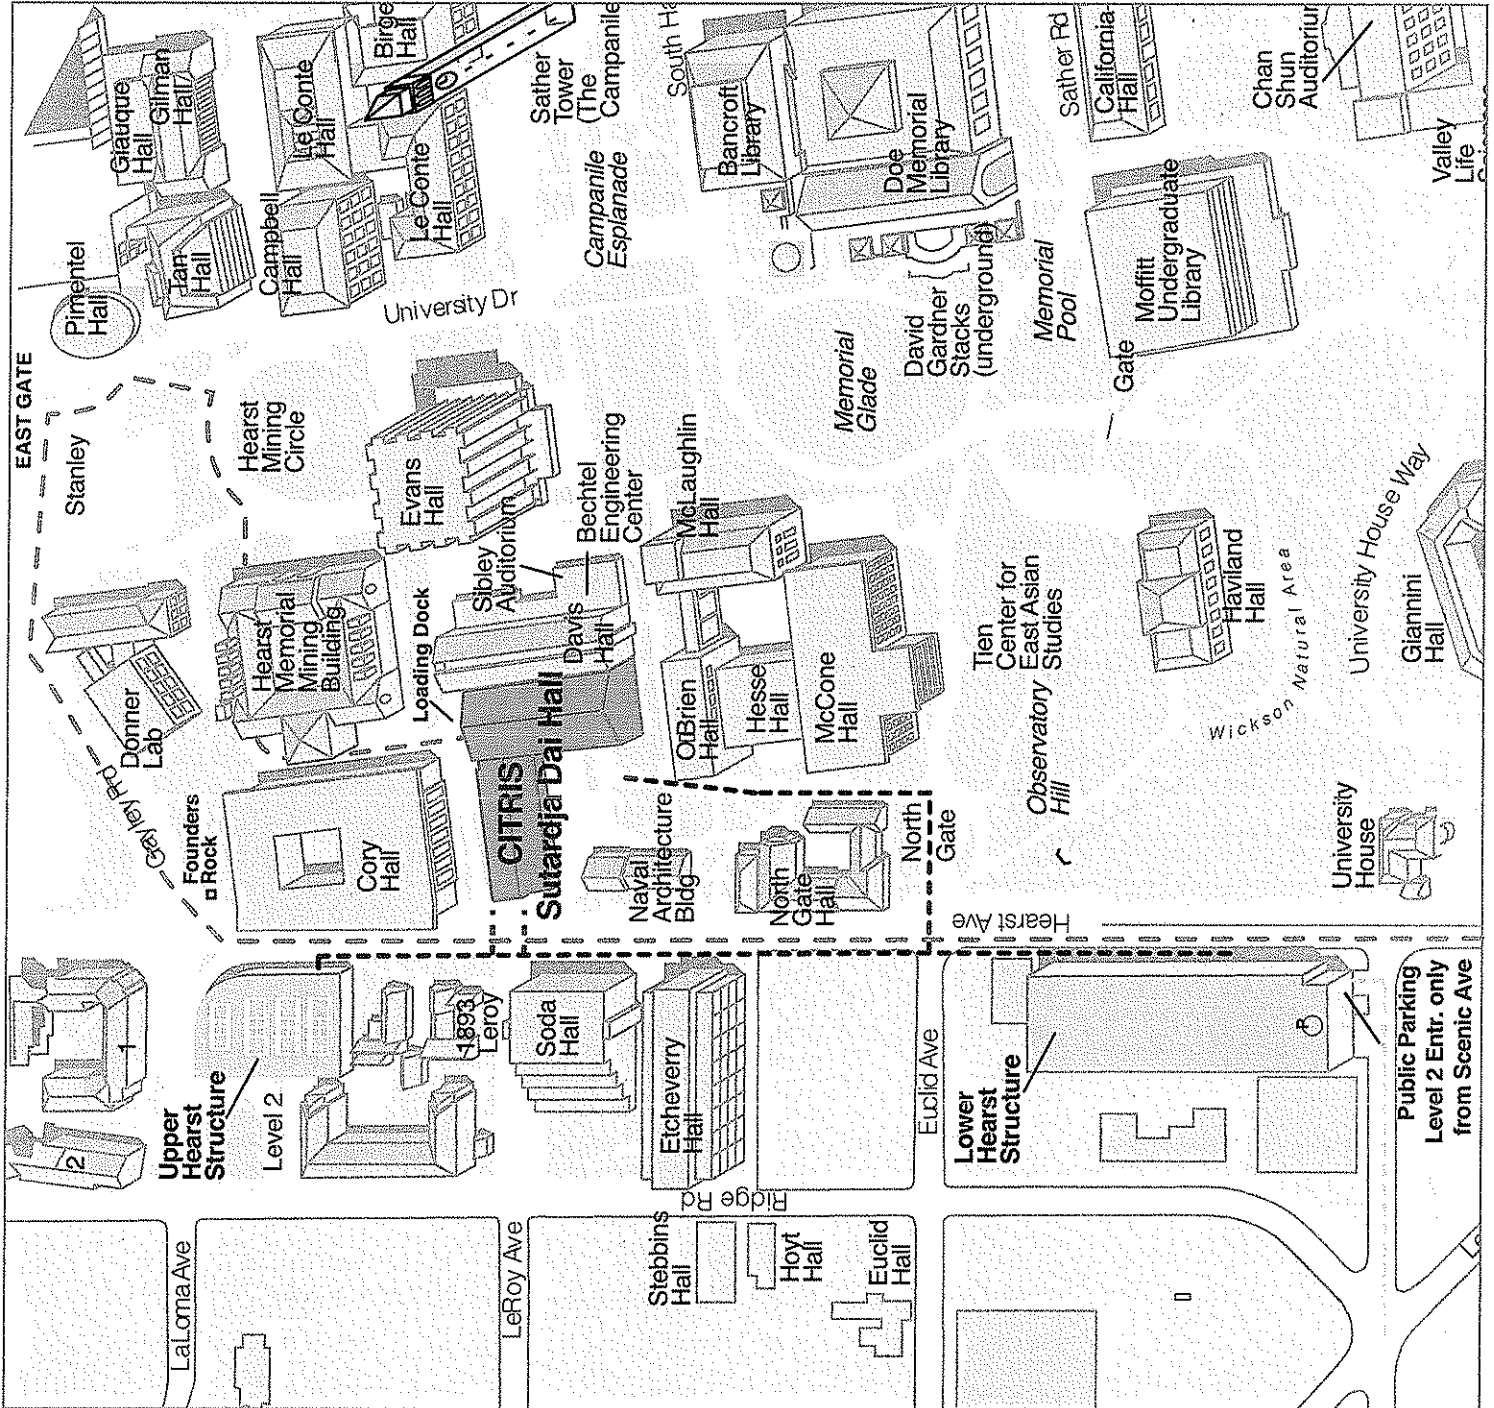 EAST GATE
Pimentel
Hall
Giauque
Hall
Gilman
Hall
Tan
Hall
Le Conte
Hall
Hall
Campbell
Hall
Le Conte
Hall
University Dr
Sather
Tower
(The
Campanile
Campanile
Esplanade
South
Bancroft
Library
Doe
Memorial
Library
Sather Rd
California
Hall
Chan
Shun
Auditorium
Valley
Life
Moffitt
Undergraduate
Library
Memorial
Pool
David
Gardner
Stacks
(underground)
Memorial
Glade
Gate
Stanley
Hearst
Mining
Circle
Evans
Hall
Sibley
Auditorium
Bechtel
Engineering
Center
McLaughlin
Hall
Donner
Lab
Hearst
Memorial
Mining
Building
Loading Dock
Davis
Hall
O'Brien
Hall
Hesse
Hall
McCone
Hall
Tien
Center for
East Asian
Studies
Observatory
Hill
Haviland
Hall
Wickson Natural Area
University House Way
Giannini
Hall
University
House
Gayley Rd
Founders
Rock
Cory
Hall
CITRIS
Sutardja Dai Hall
Naval
Architecture
Bldg
North
Gate
Hall
North
Gate
Hearst Ave
1
2
Upper
Hearst
Structure
Level 2
1893
Leroy
Soda
Hall
Etcheverry
Hall
Euclid Ave
Lower
Hearst
Structure
P
Public Parking
Level 2 Entr. only
from Scenic Ave
Ridge Rd
LaLoma Ave
LeRoy Ave
Stebbins
Hall
Hoyt
Hall
Euclid
Hall